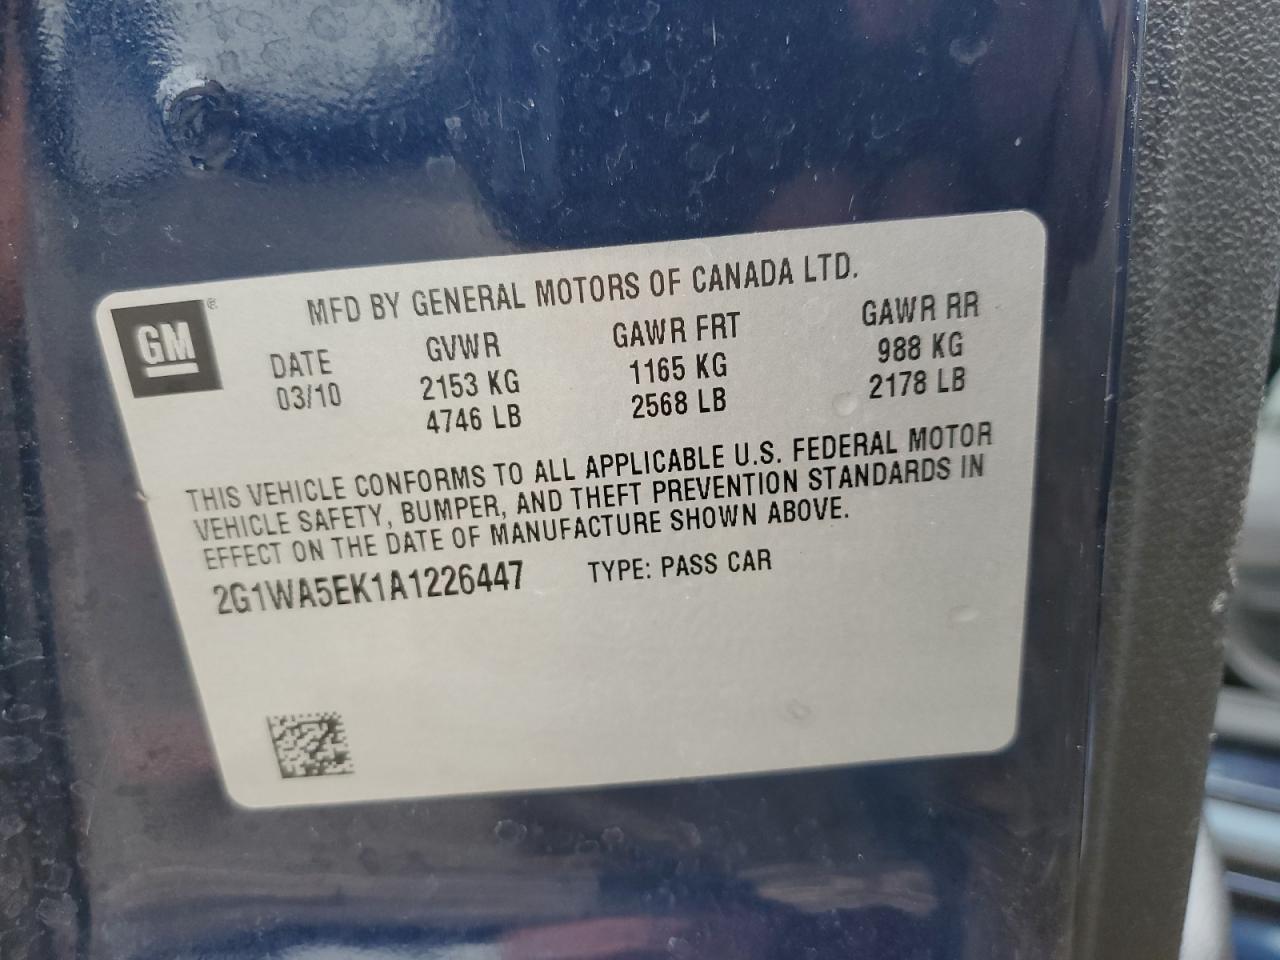 GM®
MFD BY GENERAL MOTORS OF CANADA LTD.
DATE GVWR GAWR FRT GAWR RR
03/10 2153 KG 1165 KG 988 KG
4746 LB 2568 LB 2178 LB
THIS VEHICLE CONFORMS TO ALL APPLICABLE U.S. FEDERAL MOTOR
VEHICLE SAFETY, BUMPER, AND THEFT PREVENTION STANDARDS IN
EFFECT ON THE DATE OF MANUFACTURE SHOWN ABOVE.
2G1WA5EK1A1226447 TYPE: PASS CAR